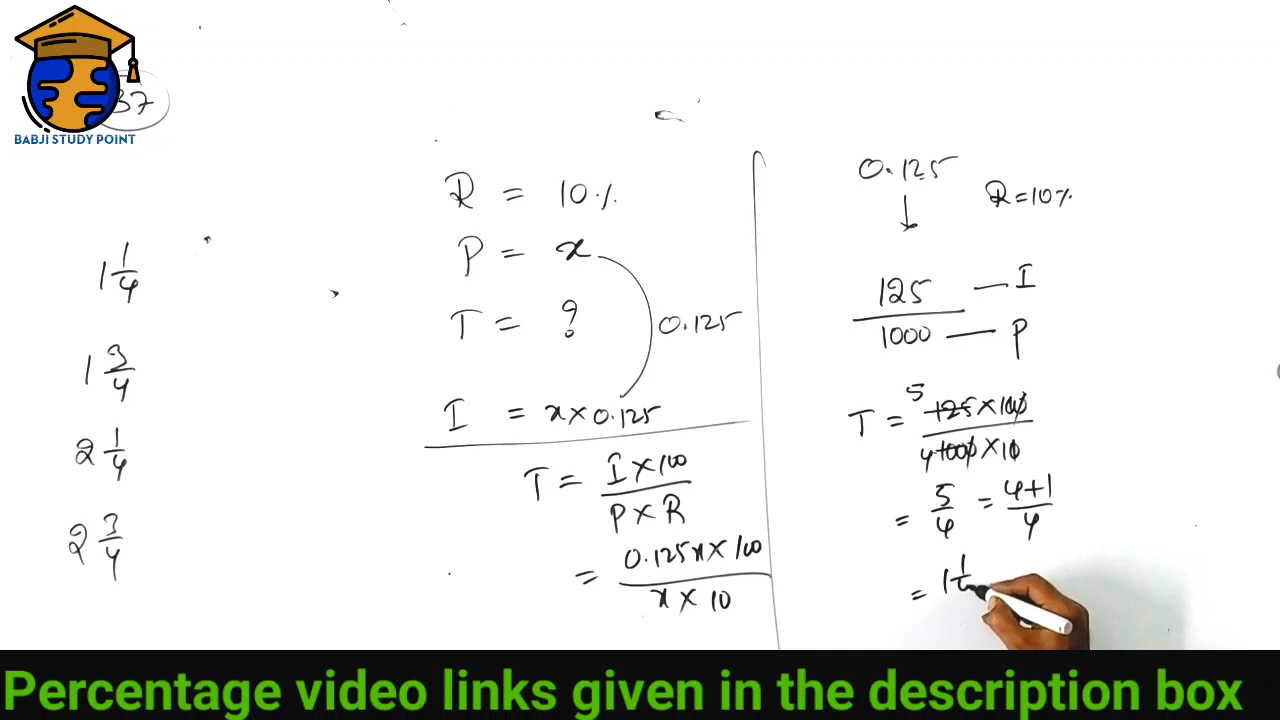 37
BABJI STUDY POINT
1 1/4
1 3/4
2 1/4
2 3/4
R = 10%
P = x
T = ?
0.125
I = x × 0.125
T = I × 100 / P × R
= 0.125x × 100 / x × 10
0.125
R = 10%
125 — I
1000 — P
T = 5 125 × 100 / 4 1000 × 10
= 5/4 = 4+1/4
= 1 1
Percentage video links given in the description box